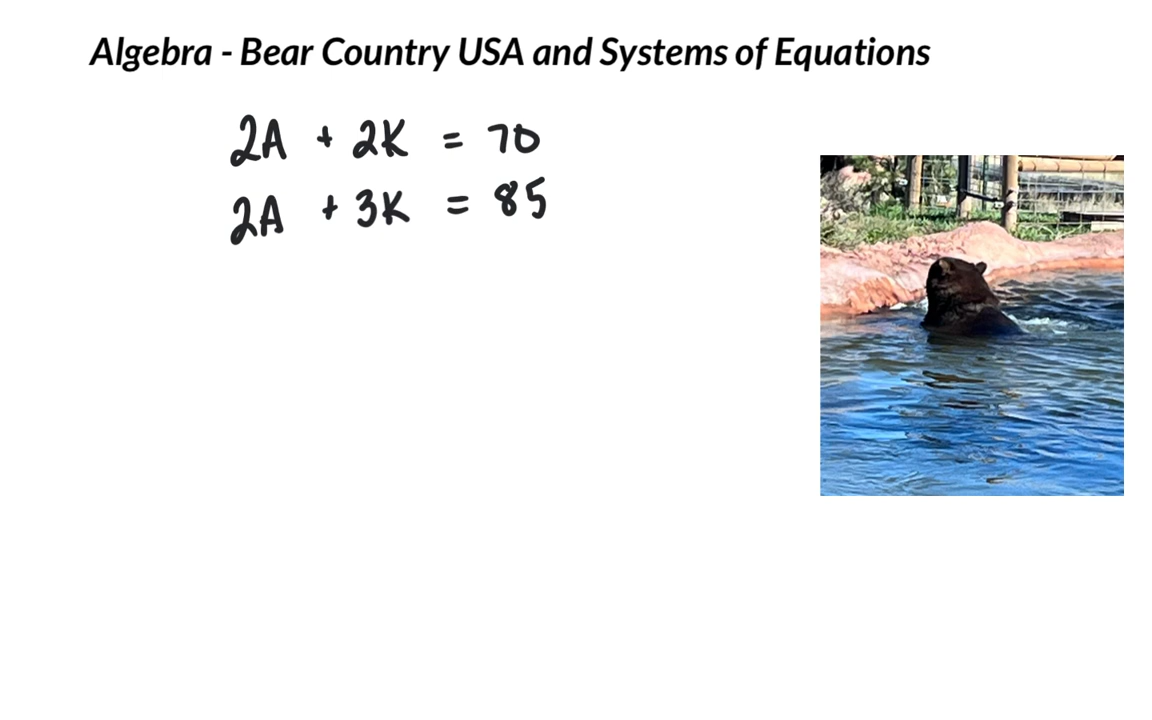 Algebra - Bear Country USA and Systems of Equations
2A + 2K = 70
2A + 3K = 85